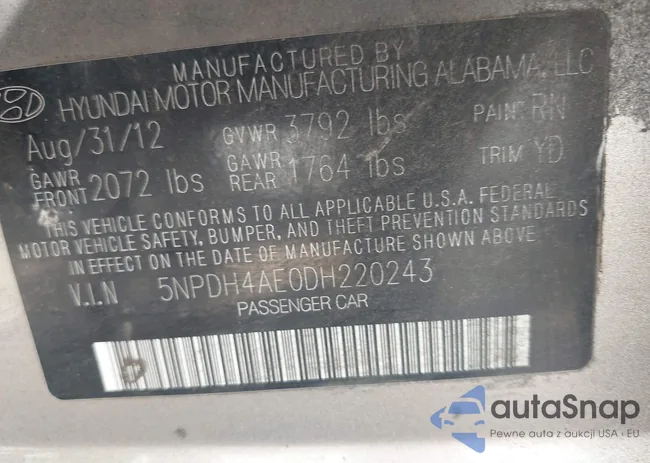 MANUFACTURED BY
HYUNDAI MOTOR MANUFACTURING ALABAMA, LLC
Aug/31/12 GVWR 3792 lbs PAINT RN
GAWR FRONT 2072 lbs GAWR REAR 1764 lbs TRIM YD
THIS VEHICLE CONFORMS TO ALL APPLICABLE U.S.A. FEDERAL
MOTOR VEHICLE SAFETY, BUMPER, AND THEFT PREVENTION STANDARDS
IN EFFECT ON THE DATE OF MANUFACTURE SHOWN ABOVE
V.I.N 5NPDH4AE0DH220243
PASSENGER CAR
autaSnap
Pewne auta z aukcji USA • EU